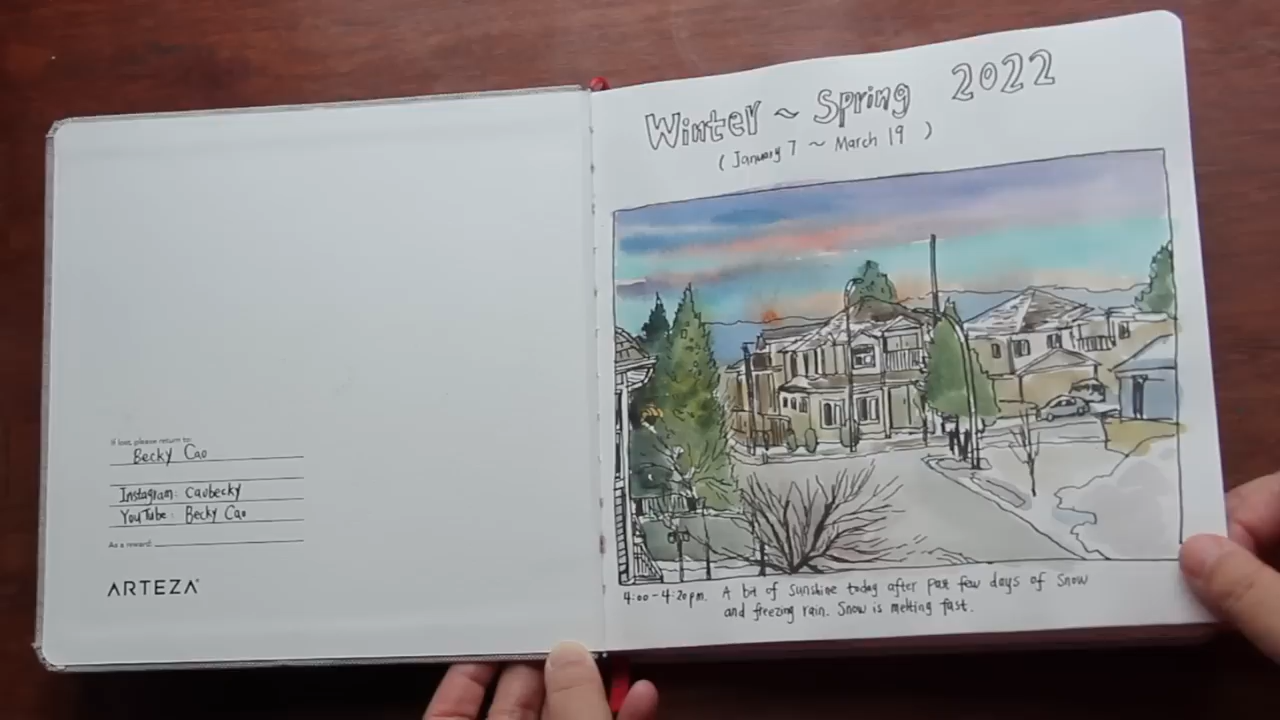 If lost, please return to:
Becky Cao
Instagram: caobecky
YouTube: Becky Cao
As a reward:
ARTEZA
Winter ~ Spring 2022
(January 7 ~ March 19)
4:00-4:20pm. A bit of sunshine today after past few days of snow
and freezing rain. Snow is melting fast.